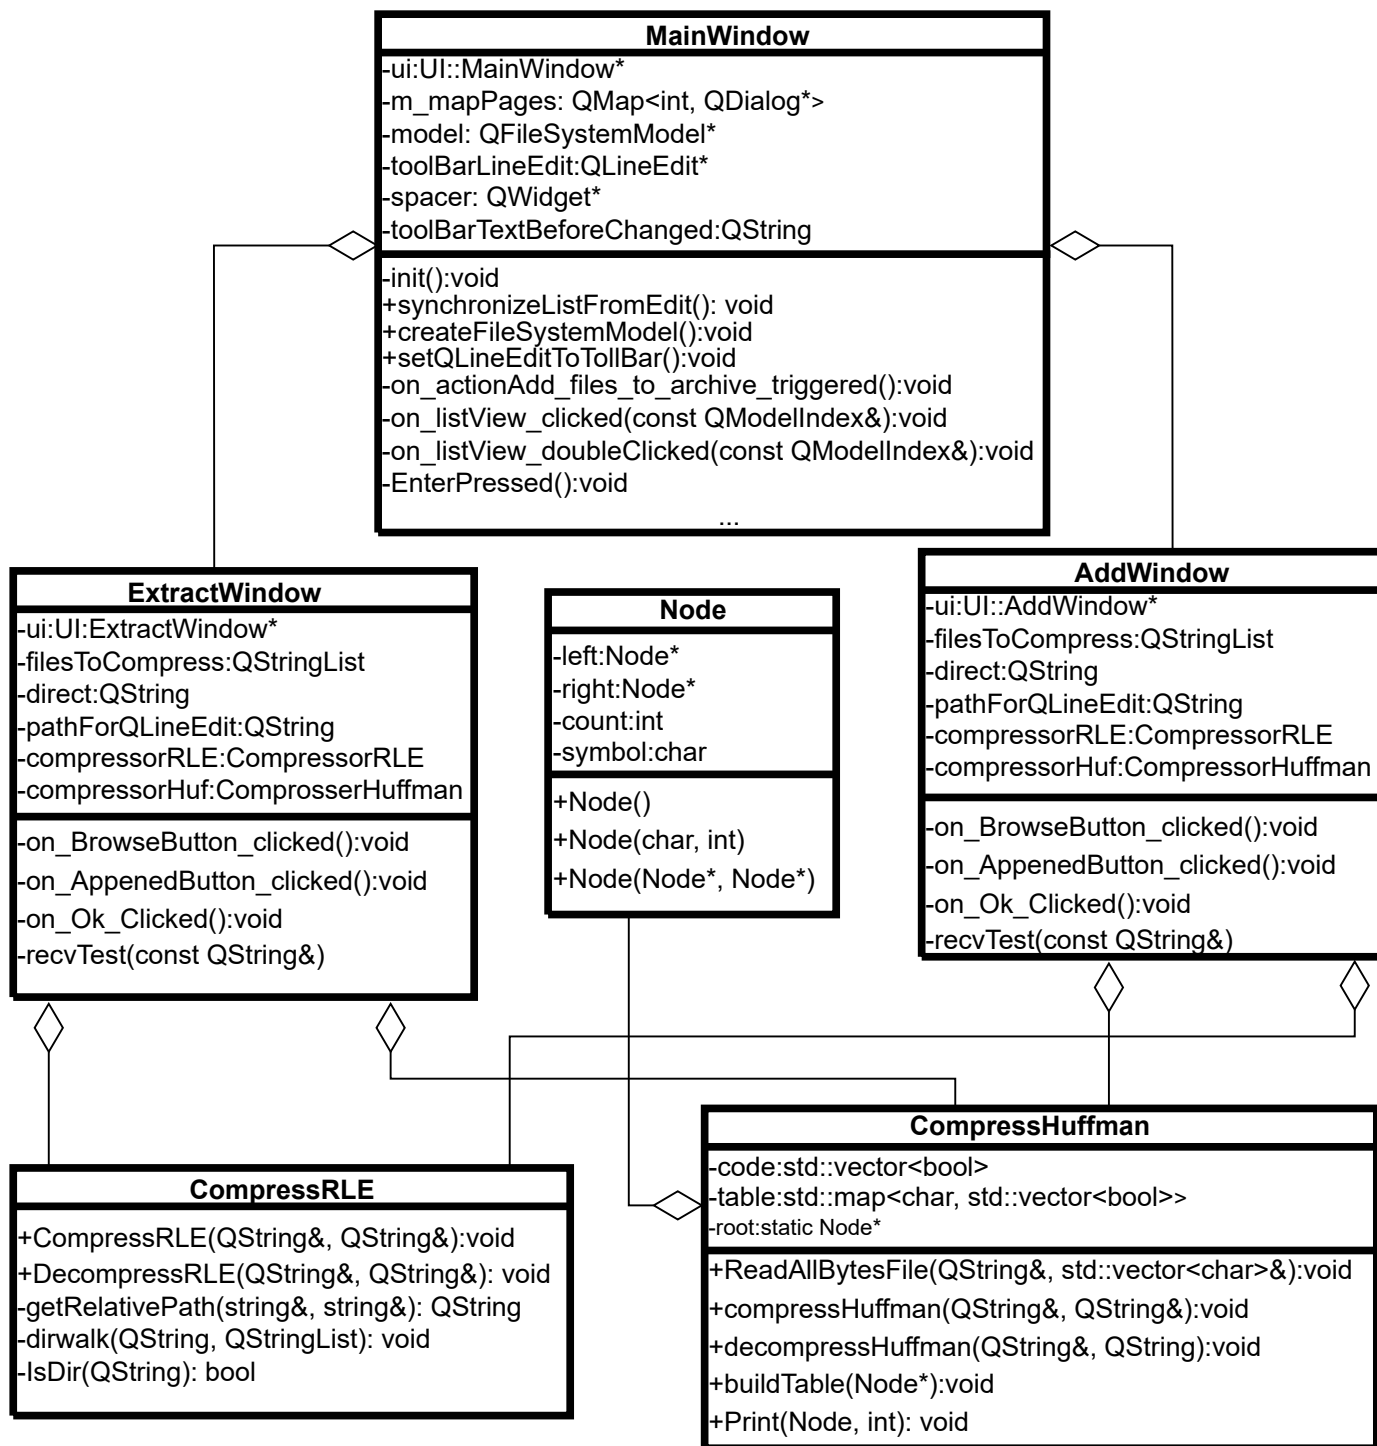 MainWindow
-ui:UI::MainWindow*
-m_mapPages: QMap<int, QDialog*>
-model: QFileSystemModel*
-toolBarLineEdit:QLineEdit*
-spacer: QWidget*
-toolBarTextBeforeChanged:QString
-init():void
+synchronizeListFromEdit(): void
+createFileSystemModel():void
+setQLineEditToTollBar():void
-on_actionAdd_files_to_archive_triggered():void
-on_listView_clicked(const QModelIndex&):void
-on_listView_doubleClicked(const QModelIndex&):void
-EnterPressed():void
...
ExtractWindow
-ui:UI:ExtractWindow*
-filesToCompress:QStringList
-direct:QString
-pathForQLineEdit:QString
-compressorRLE:CompressorRLE
-compressorHuf:ComprosserHuffman
-on_BrowseButton_clicked():void
-on_AppenedButton_clicked():void
-on_Ok_Clicked():void
-recvTest(const QString&)
Node
-left:Node*
-right:Node*
-count:int
-symbol:char
+Node()
+Node(char, int)
+Node(Node*, Node*)
AddWindow
-ui:UI::AddWindow*
-filesToCompress:QStringList
-direct:QString
-pathForQLineEdit:QString
-compressorRLE:CompressorRLE
-compressorHuf:CompressorHuffman
-on_BrowseButton_clicked():void
-on_AppenedButton_clicked():void
-on_Ok_Clicked():void
-recvTest(const QString&)
CompressRLE
+CompressRLE(QString&, QString&):void
+DecompressRLE(QString&, QString&): void
-getRelativePath(string&, string&): QString
-dirwalk(QString, QStringList): void
-IsDir(QString): bool
CompressHuffman
-code:std::vector<bool>
-table:std::map<char, std::vector<bool>>
-root:static Node*
+ReadAllBytesFile(QString&, std::vector<char>&):void
+compressHuffman(QString&, QString&):void
+decompressHuffman(QString&, QString):void
+buildTable(Node*):void
+Print(Node, int): void